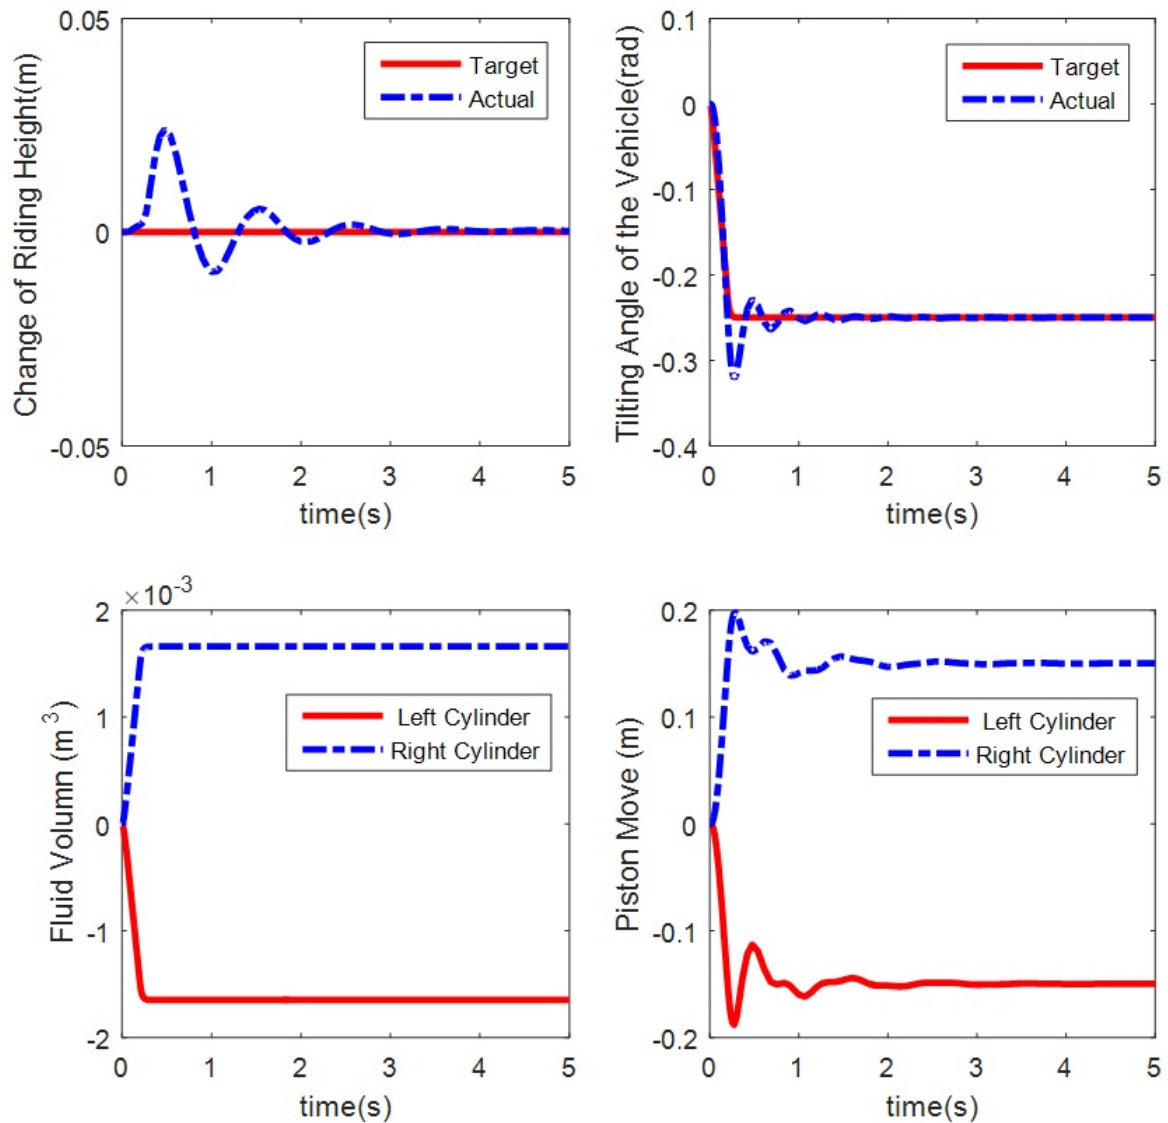 Change of Riding Height(m)
0.05
0
-0.05
Target
Actual
0 1 2 3 4 5
time(s)
Tilting Angle of the Vehicle(rad)
0.1
0
-0.1
-0.2
-0.3
-0.4
Target
Actual
0 1 2 3 4 5
time(s)
Fluid Volumn (m³)
×10⁻³
2
1
0
-1
-2
Left Cylinder
Right Cylinder
0 1 2 3 4 5
time(s)
Piston Move (m)
0.2
0.1
0
-0.1
-0.2
Left Cylinder
Right Cylinder
0 1 2 3 4 5
time(s)